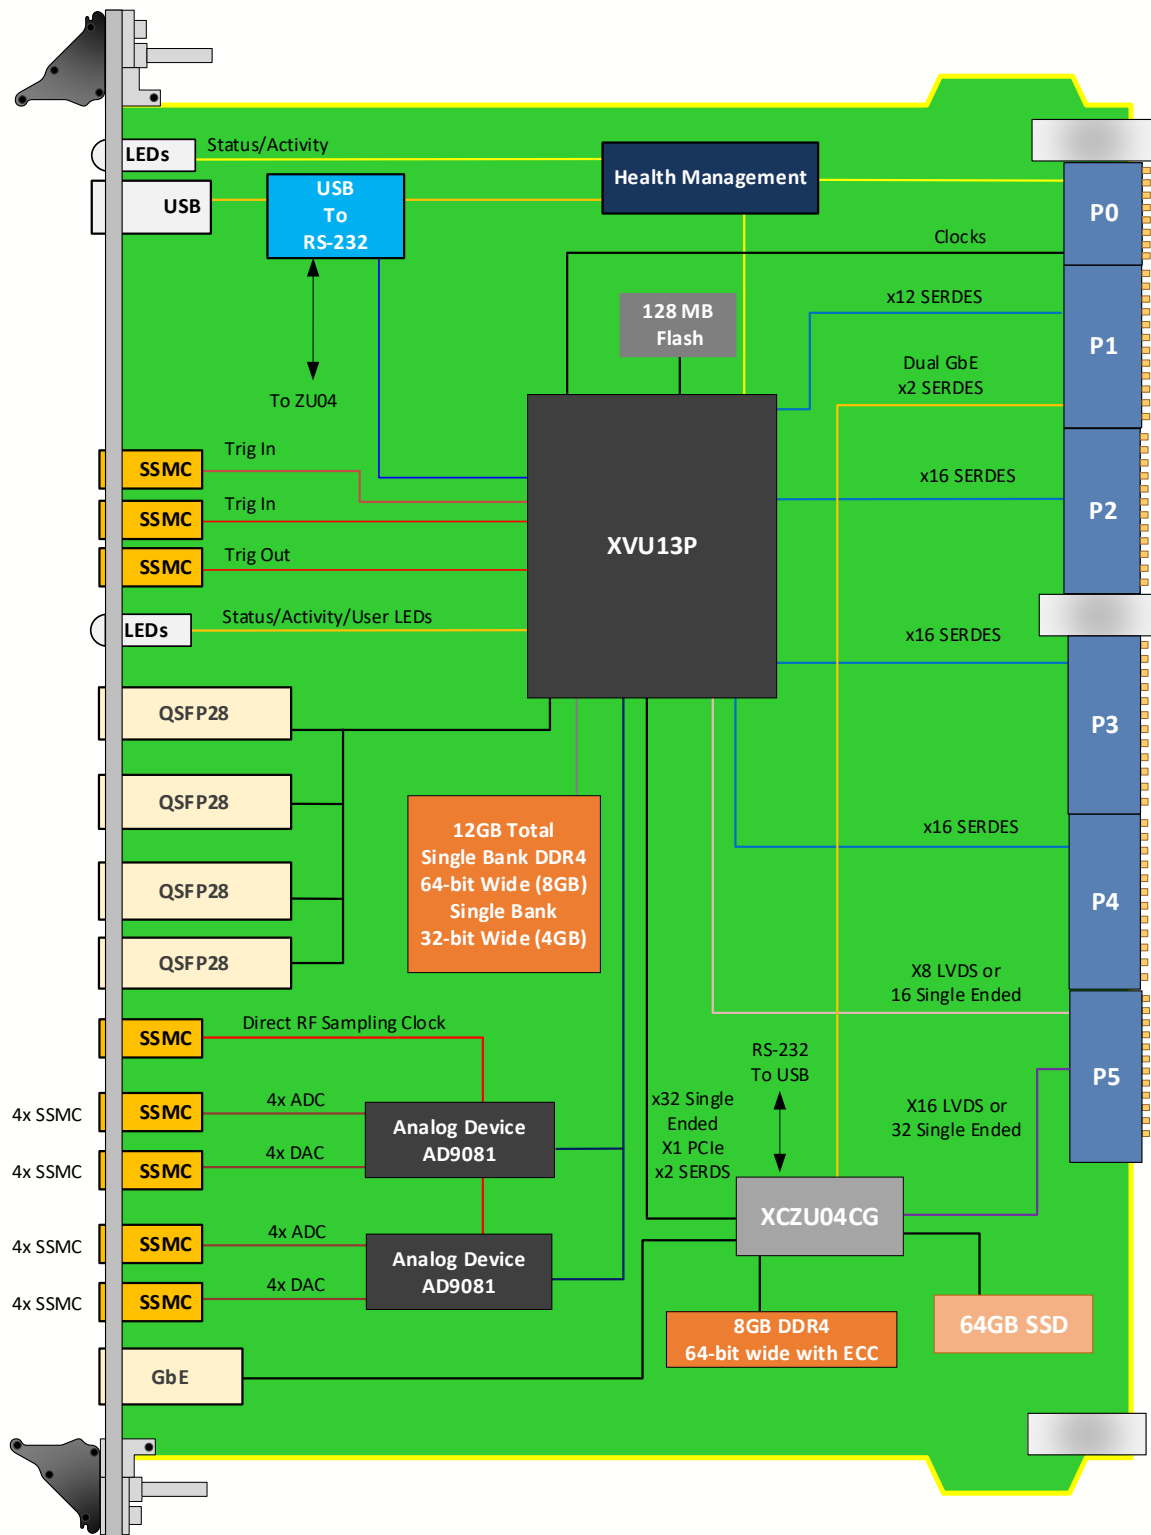 LEDs
Status/Activity
Health Management
USB
USB
To
RS-232
P0
Clocks
x12 SERDES
128 MB
Flash
P1
Dual GbE
x2 SERDES
To ZU04
Trig In
SSMC
Trig In
SSMC
x16 SERDES
P2
XVU13P
Trig Out
SSMC
Status/Activity/User LEDs
LEDs
x16 SERDES
QSFP28
P3
QSFP28
12GB Total
Single Bank DDR4
64-bit Wide (8GB)
Single Bank
32-bit Wide (4GB)
x16 SERDES
QSFP28
P4
QSFP28
X8 LVDS or
16 Single Ended
Direct RF Sampling Clock
SSMC
RS-232
To USB
P5
4x SSMC
SSMC
4x ADC
Analog Device
AD9081
x32 Single
Ended
X1 PCIe
x2 SERDS
X16 LVDS or
32 Single Ended
4x SSMC
SSMC
4x DAC
XCZU04CG
4x SSMC
SSMC
4x ADC
Analog Device
AD9081
4x SSMC
SSMC
4x DAC
8GB DDR4
64-bit wide with ECC
64GB SSD
GbE